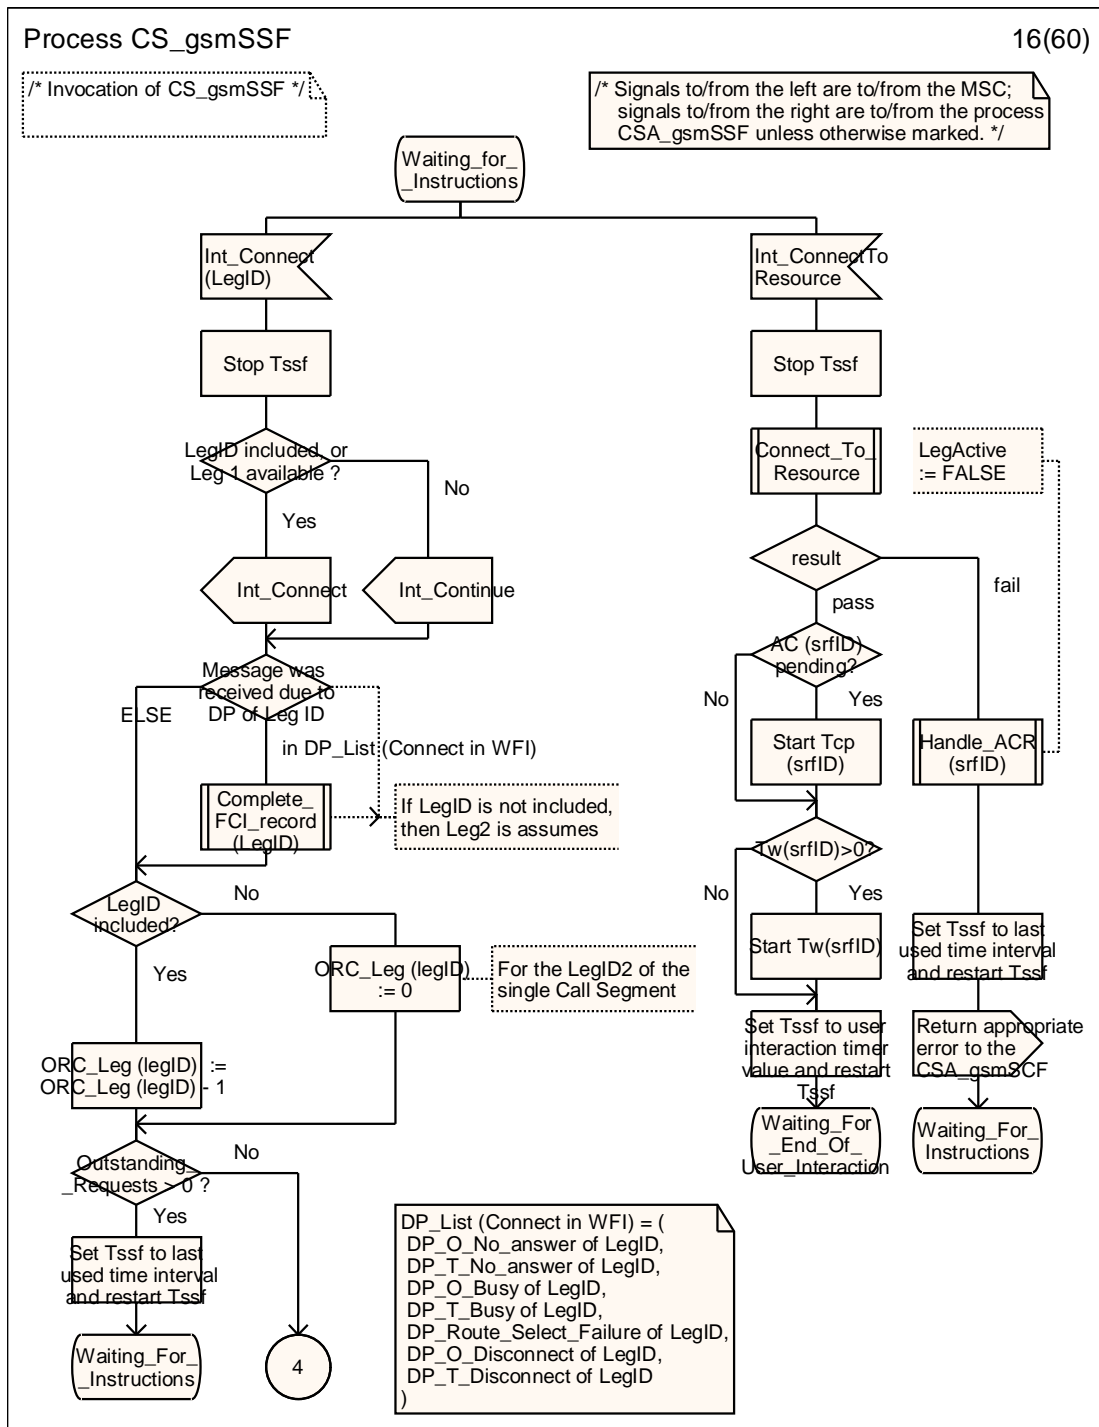 Process CS_gsmSSF
16(60)
/* Invocation of CS_gsmSSF */
/* Signals to/from the left are to/from the MSC;
signals to/from the right are to/from the process
CSA_gsmSSF unless otherwise marked. */
Waiting_for_
_Instructions
Int_Connect
(LegID)
Stop Tssf
LegID included, or
Leg 1 available ?
No
Yes
Int_Connect
Int_Continue
Message was
received due to
DP of Leg ID
ELSE
in DP_List (Connect in WFI)
Complete_
_FCI_record
(LegID)
If LegID is not included,
then Leg2 is assumes
LegID
included?
No
Yes
ORC_Leg (legID)
:= 0
For the LegID2 of the
single Call Segment
ORC_Leg (legID) :=
ORC_Leg (legID) - 1
Outstanding_
_Requests > 0 ?
No
Yes
Set Tssf to last
used time interval
and restart Tssf
Waiting_For_
_Instructions
4
Int_ConnectTo
Resource
Stop Tssf
Connect_To_
Resource
LegActive
:= FALSE
result
fail
pass
AC (srfID)
pending?
No
Yes
Start Tcp
(srfID)
Handle_ACR
(srfID)
Tw(srfID)>0?
No
Yes
Start Tw(srfID)
Set Tssf to last
used time interval
and restart Tssf
Set Tssf to user
interaction timer
value and restart
Tssf
Return appropriate
error to the
CSA_gsmSCF
Waiting_For
_End_Of_
User_Interaction
Waiting_For_
Instructions
DP_List (Connect in WFI) = (
DP_O_No_answer of LegID,
DP_T_No_answer of LegID,
DP_O_Busy of LegID,
DP_T_Busy of LegID,
DP_Route_Select_Failure of LegID,
DP_O_Disconnect of LegID,
DP_T_Disconnect of LegID
)